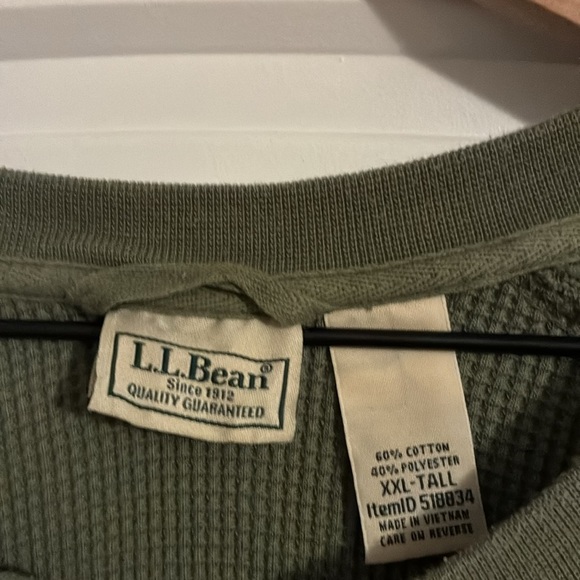 L.L.Bean®
Since 1912
QUALITY GUARANTEED
60% COTTON
40% POLYESTER
XXL-TALL
ItemID 518834
MADE IN VIETNAM
CARE ON REVERSE